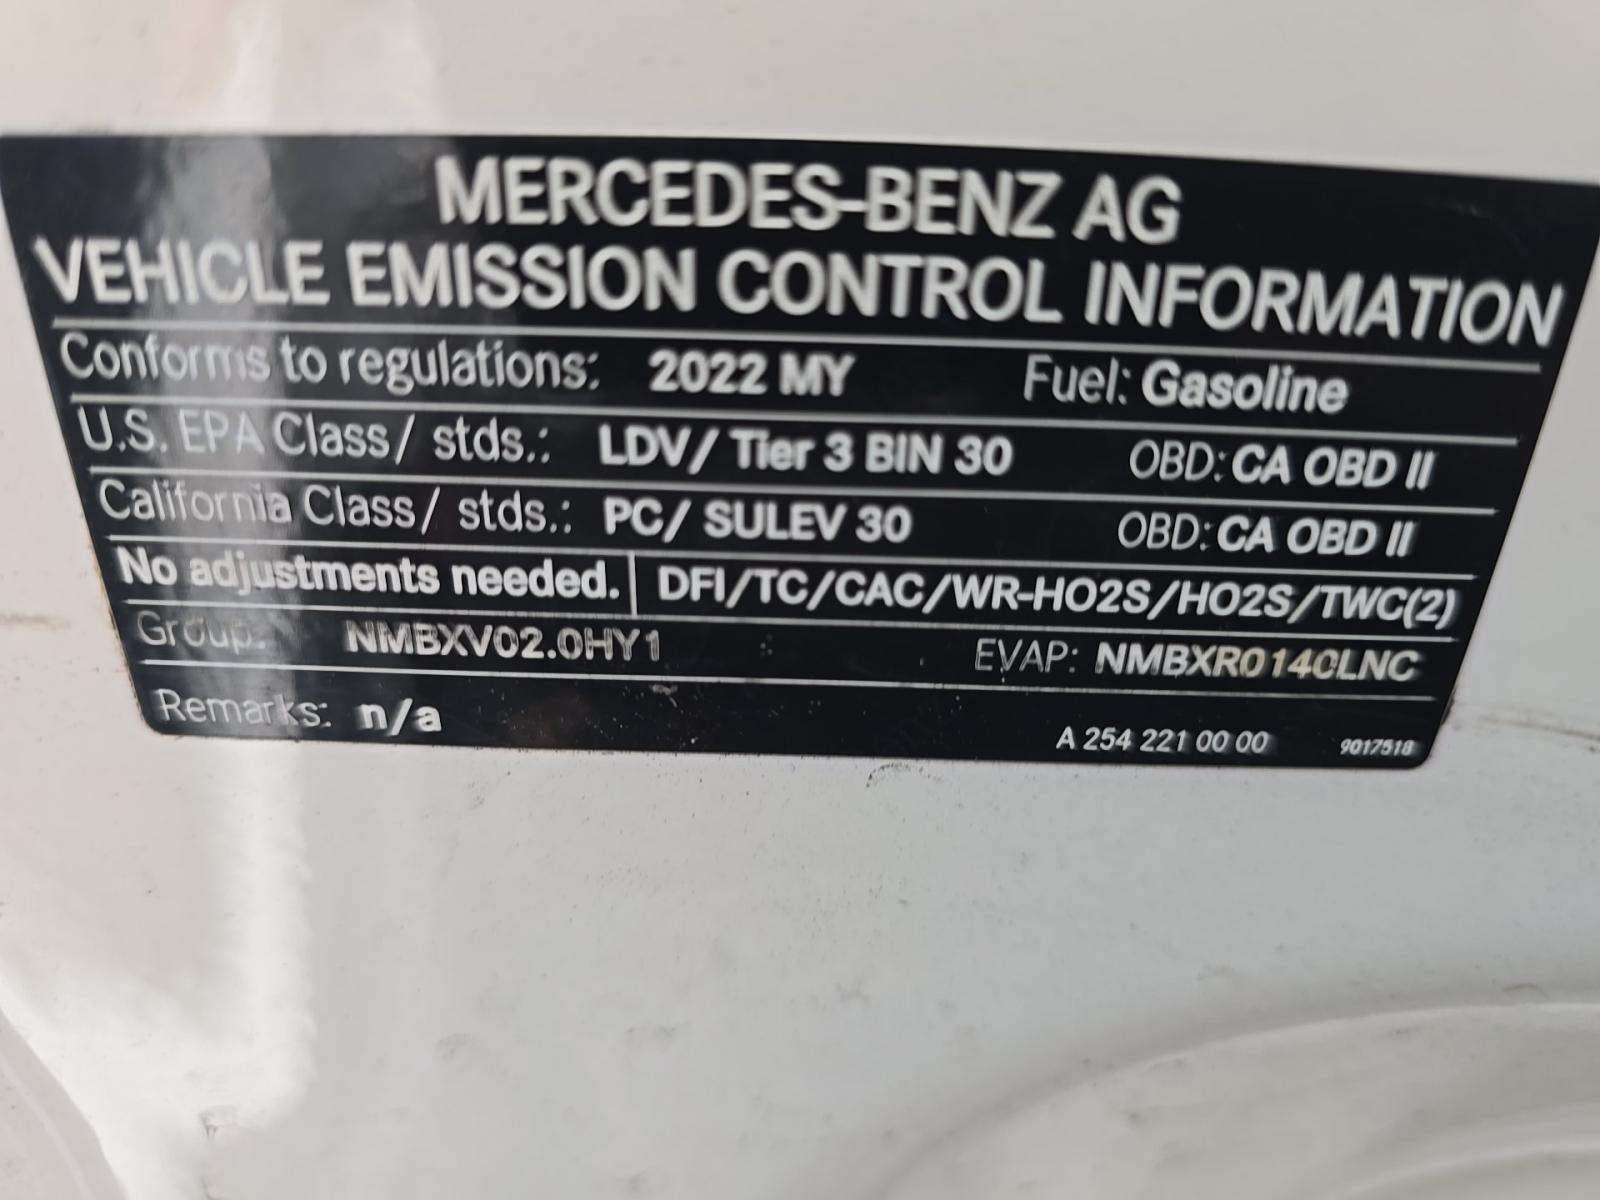 MERCEDES-BENZ AG
VEHICLE EMISSION CONTROL INFORMATION
Conforms to regulations: 2022 MY Fuel: Gasoline
U.S. EPA Class/ stds.: LDV/ Tier 3 BIN 30 OBD: CA OBD II
California Class/ stds.: PC/ SULEV 30 OBD: CA OBD II
No adjustments needed. DFI/TC/CAC/WR-HO2S/HO2S/TWC(2)
Group: NMBXV02.0HY1 EVAP: NMBXR0140LNC
Remarks: n/a
A 254 221 00 00 9017518